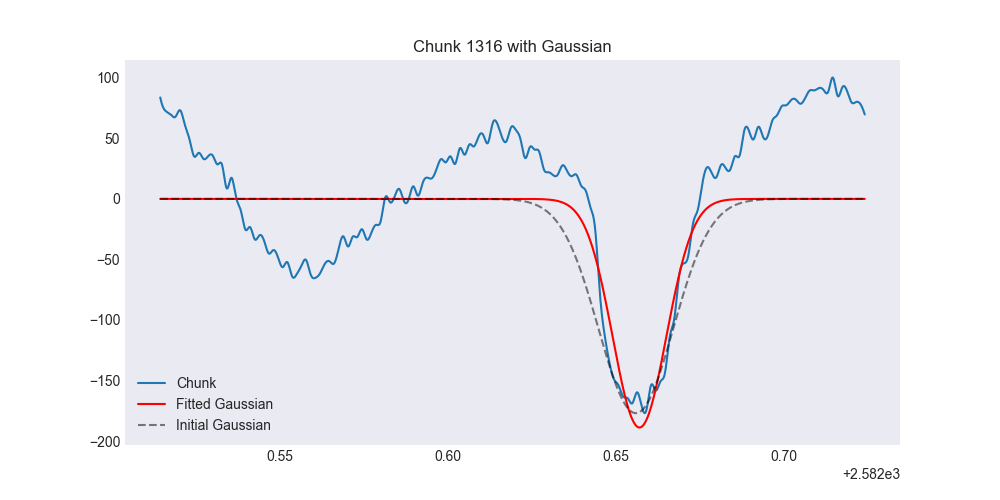 Chunk 1316 with Gaussian
100
50
0
−50
−100
−150
−200
Chunk
Fitted Gaussian
Initial Gaussian
0.55 0.60 0.65 0.70
+2.582e3